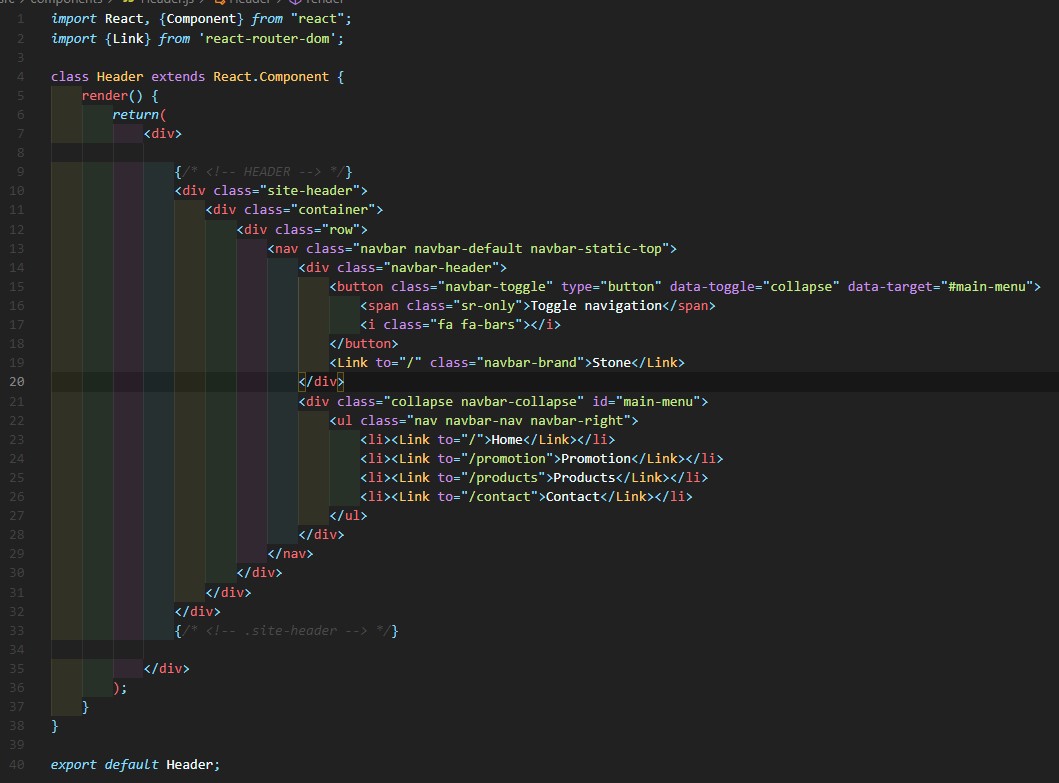 src > components > JS Header.js > Header > render
1 import React, {Component} from "react";
2 import {Link} from 'react-router-dom';
3
4 class Header extends React.Component {
5 render() {
6 return(
7 <div>
8
9 {/* <!-- HEADER --> */}
10 <div class="site-header">
11 <div class="container">
12 <div class="row">
13 <nav class="navbar navbar-default navbar-static-top">
14 <div class="navbar-header">
15 <button class="navbar-toggle" type="button" data-toggle="collapse" data-target="#main-menu">
16 <span class="sr-only">Toggle navigation</span>
17 <i class="fa fa-bars"></i>
18 </button>
19 <Link to="/" class="navbar-brand">Stone</Link>
20 </div>
21 <div class="collapse navbar-collapse" id="main-menu">
22 <ul class="nav navbar-nav navbar-right">
23 <li><Link to="/">Home</Link></li>
24 <li><Link to="/promotion">Promotion</Link></li>
25 <li><Link to="/products">Products</Link></li>
26 <li><Link to="/contact">Contact</Link></li>
27 </ul>
28 </div>
29 </nav>
30 </div>
31 </div>
32 </div>
33 {/* <!-- .site-header --> */}
34
35 </div>
36 );
37 }
38 }
39
40 export default Header;